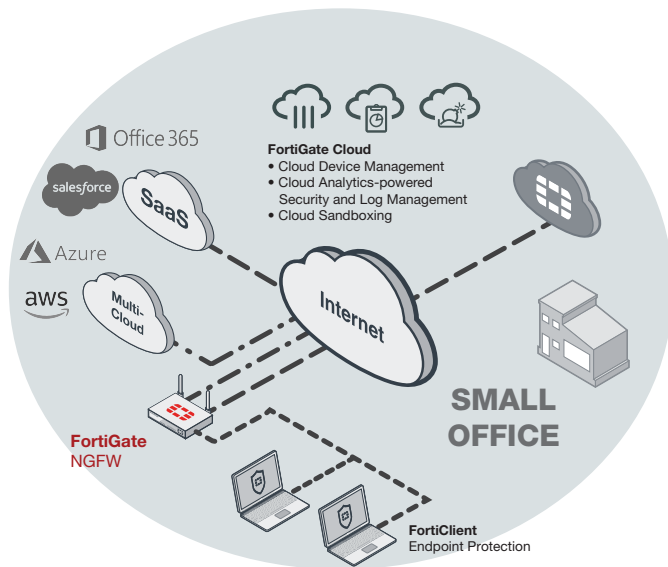 Office 365
salesforce
SaaS
FortiGate Cloud
• Cloud Device Management
• Cloud Analytics-powered
Security and Log Management
• Cloud Sandboxing
Azure
aws
Multi-
Cloud
Internet
SMALL
OFFICE
FortiGate
NGFW
FortiClient
Endpoint Protection